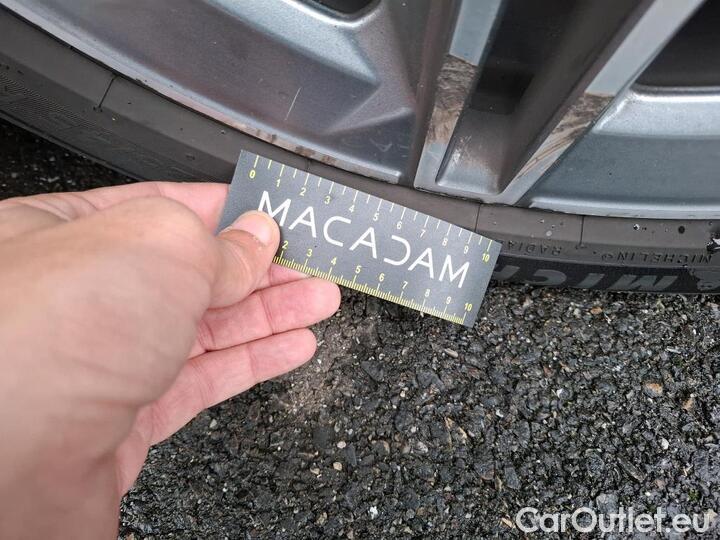 0 1 2 3 4 5 6 7 8 9 10
MACADAM
2 3 4 5 6 7 8 9 10
MICHELIN® RADIAL
MICH
CarOutlet.eu